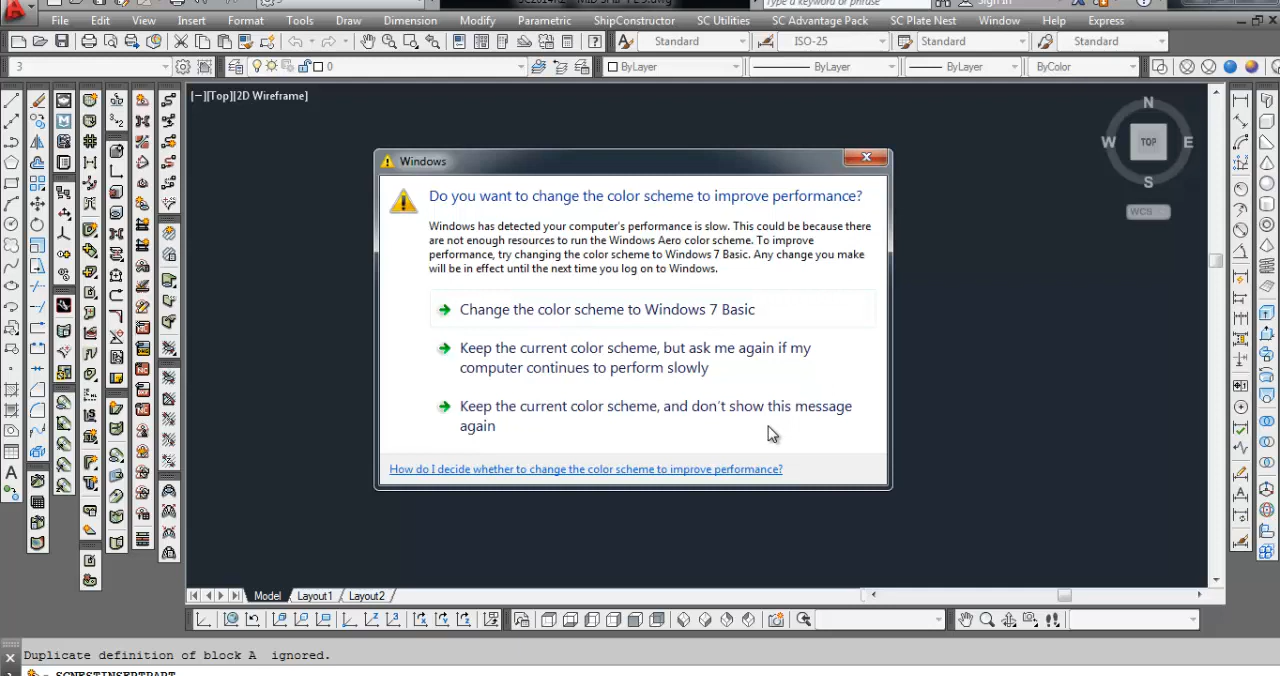 Sign In
File Edit View Insert Format Tools Draw Dimension Modify Parametric ShipConstructor SC Utilities SC Advantage Pack SC Plate Nest Window Help Express
Standard ISO-25 Standard Standard
3 0 ByLayer ByLayer ByLayer ByColor
[−][Top][2D Wireframe]
N
W TOP E
S
WCS
Windows
Do you want to change the color scheme to improve performance?
Windows has detected your computer's performance is slow. This could be because there
are not enough resources to run the Windows Aero color scheme. To improve
performance, try changing the color scheme to Windows 7 Basic. Any change you make
will be in effect until the next time you log on to Windows.
Change the color scheme to Windows 7 Basic
Keep the current color scheme, but ask me again if my
computer continues to perform slowly
Keep the current color scheme, and don't show this message
again
How do I decide whether to change the color scheme to improve performance?
Model Layout1 Layout2
Duplicate definition of block A ignored.
SCNESTINSERTPART